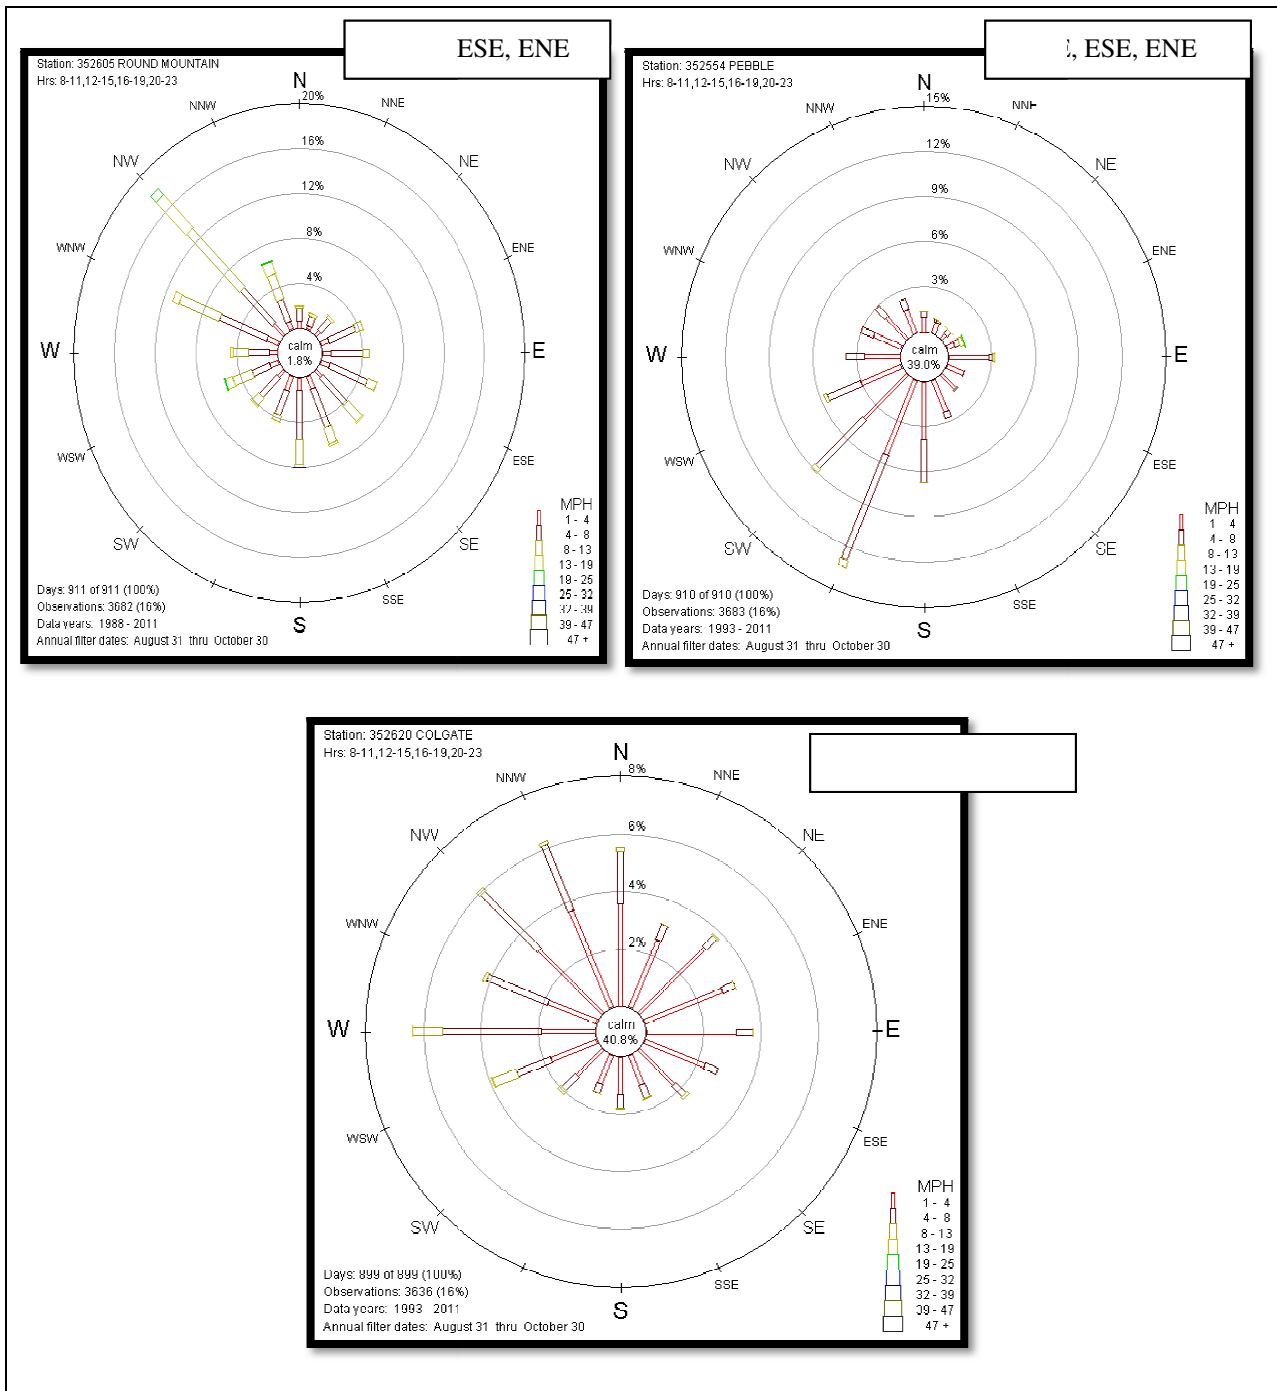 ESE, ENE
Station: 352605 ROUND MOUNTAIN
Hrs: 8-11,12-15,16-19,20-23
N
20%
NNW
NNE
16%
NW
NE
12%
WNW
ENE
8%
4%
calm
1.8%
W
E
WSW
ESE
SW
SE
SSE
S
MPH
1 - 4
4 - 8
8 - 13
13 - 19
19 - 25
25 - 32
32 - 39
39 - 47
47 +
Days: 911 of 911 (100%)
Observations: 3682 (16%)
Data years: 1988 - 2011
Annual filter dates: August 31 thru October 30
, ESE, ENE
Station: 352554 PEBBLE
Hrs: 8-11,12-15,16-19,20-23
N
15%
NNW
NNE
12%
NW
NE
9%
WNW
ENE
6%
3%
calm
39.0%
W
E
WSW
ESE
SW
SE
SSE
S
MPH
1 4
4 - 8
8 - 13
13 - 19
19 - 25
25 - 32
32 - 39
39 - 47
47 +
Days: 910 of 910 (100%)
Observations: 3683 (16%)
Data years: 1993 - 2011
Annual filter dates: August 31 thru October 30
Station: 352620 COLGATE
Hrs: 8-11,12-15,16-19,20-23
N
8%
NNW
NNE
6%
NW
NE
4%
WNW
ENE
2%
calm
40.8%
W
E
WSW
ESE
SW
SE
SSE
S
MPH
1 - 4
4 - 8
8 - 13
13 - 19
19 - 25
25 - 32
32 - 39
39 - 47
47 +
Days: 899 of 899 (100%)
Observations: 3636 (16%)
Data years: 1993 2011
Annual filter dates: August 31 thru October 30